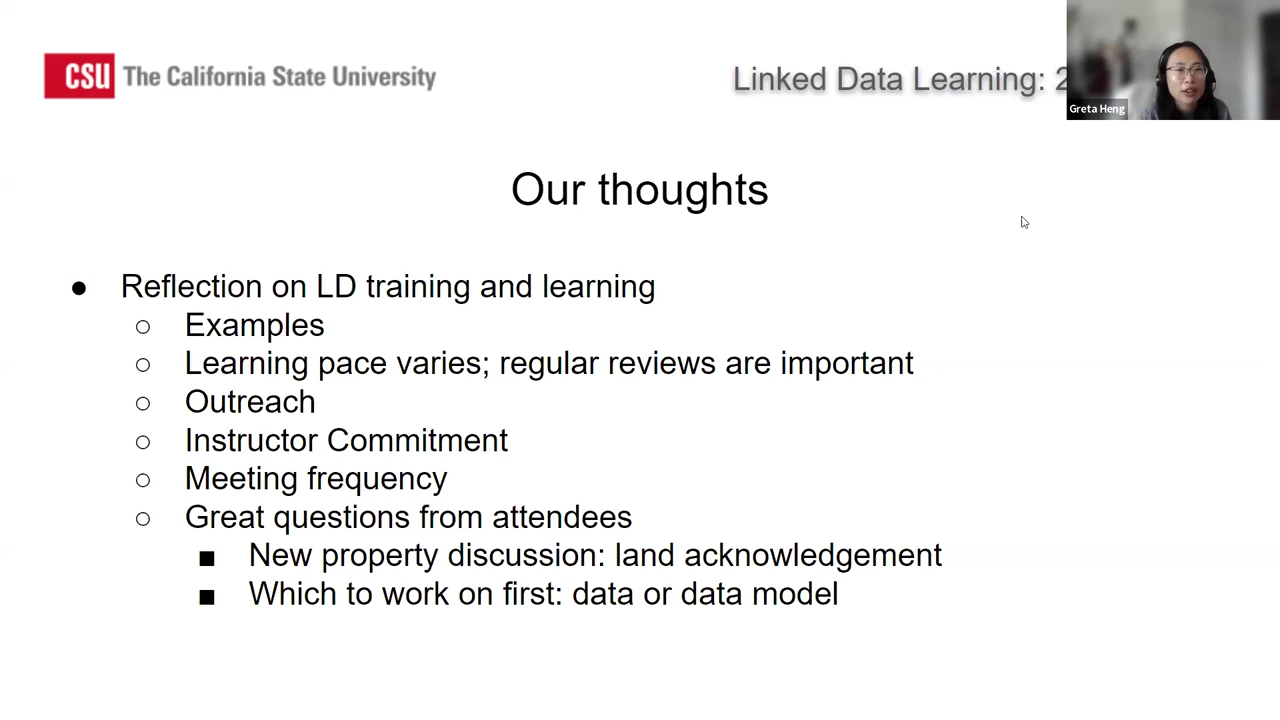 CSU The California State University
Linked Data Learning: 2
Greta Heng
Our thoughts
● Reflection on LD training and learning
○ Examples
○ Learning pace varies; regular reviews are important
○ Outreach
○ Instructor Commitment
○ Meeting frequency
○ Great questions from attendees
■ New property discussion: land acknowledgement
■ Which to work on first: data or data model